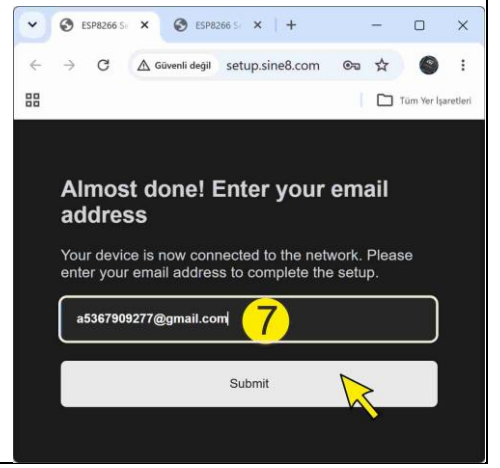 ESP8266 S
ESP8266 S
Güvenli değil setup.sine8.com
Tüm Yer İşaretleri
Almost done! Enter your email
address
Your device is now connected to the network. Please
enter your email address to complete the setup.
a5367909277@gmail.com 7
Submit